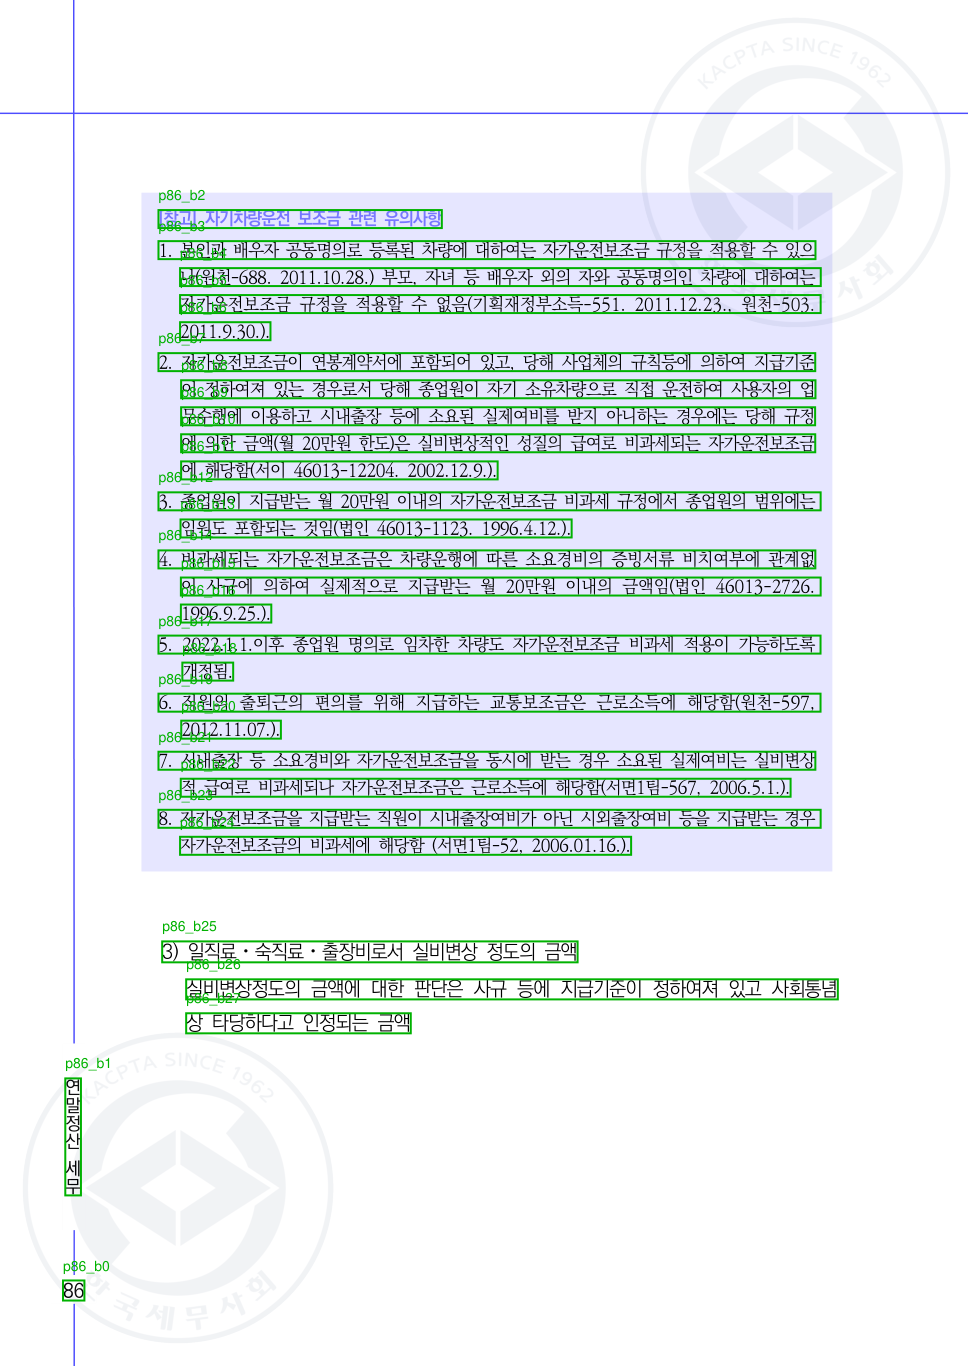 p86_b2
[참고] 자기차량운전 보조금 관련 유의사항
p86_b3
1. 본인과 배우자 공동명의로 등록된 차량에 대하여는 자가운전보조금 규정을 적용할 수 있으
나(원천-688. 2011.10.28.) 부모, 자녀 등 배우자 외의 자와 공동명의인 차량에 대하여는
자가운전보조금 규정을 적용할 수 없음(기획재정부소득-551. 2011.12.23., 원천-503.
2011.9.30.).
p86_b7
2. 자가운전보조금이 연봉계약서에 포함되어 있고, 당해 사업체의 규칙등에 의하여 지급기준
이 정하여져 있는 경우로서 당해 종업원이 자기 소유차량으로 직접 운전하여 사용자의 업
무수행에 이용하고 시내출장 등에 소요된 실제여비를 받지 아니하는 경우에는 당해 규정
에 의한 금액(월 20만원 한도)은 실비변상적인 성질의 급여로 비과세되는 자가운전보조금
에 해당함(서이 46013-12204. 2002.12.9.).
p86_b12
3. 종업원이 지급받는 월 20만원 이내의 자가운전보조금 비과세 규정에서 종업원의 범위에는
임원도 포함되는 것임(법인 46013-1123. 1996.4.12.).
p86_b14
4. 비과세되는 자가운전보조금은 차량운행에 따른 소요경비의 증빙서류 비치여부에 관계없
이 사규에 의하여 실제적으로 지급받는 월 20만원 이내의 금액임(법인 46013-2726.
p86_b16
1996.9.25.).
p86_b17
5. 2022.1.1.이후 종업원 명의로 임차한 차량도 자가운전보조금 비과세 적용이 가능하도록
p86_b18
개정됨.
p86_b19
6. 직원의 출퇴근의 편의를 위해 지급하는 교통보조금은 근로소득에 해당함(원천-597,
p86_b20
2012.11.07.).
p86_b21
7. 시내출장 등 소요경비와 자가운전보조금을 동시에 받는 경우 소요된 실제여비는 실비변상
p86_b22
적 급여로 비과세되나 자가운전보조금은 근로소득에 해당함(서면1팀-567, 2006.5.1.).
p86_b23
8. 자가운전보조금을 지급받는 직원이 시내출장여비가 아닌 시외출장여비 등을 지급받는 경우
p86_b24
자가운전보조금의 비과세에 해당함 (서면1팀-52, 2006.01.16.).
p86_b25
3) 일직료·숙직료·출장비로서 실비변상 정도의 금액
p86_b26
실비변상정도의 금액에 대한 판단은 사규 등에 지급기준이 정하여져 있고 사회통념
p86_b27
상 타당하다고 인정되는 금액
p86_b1
연말정산 세무
p86_b0
86
KACPTA SINCE 1962
KACPTA SINCE 1962
한국세무사회